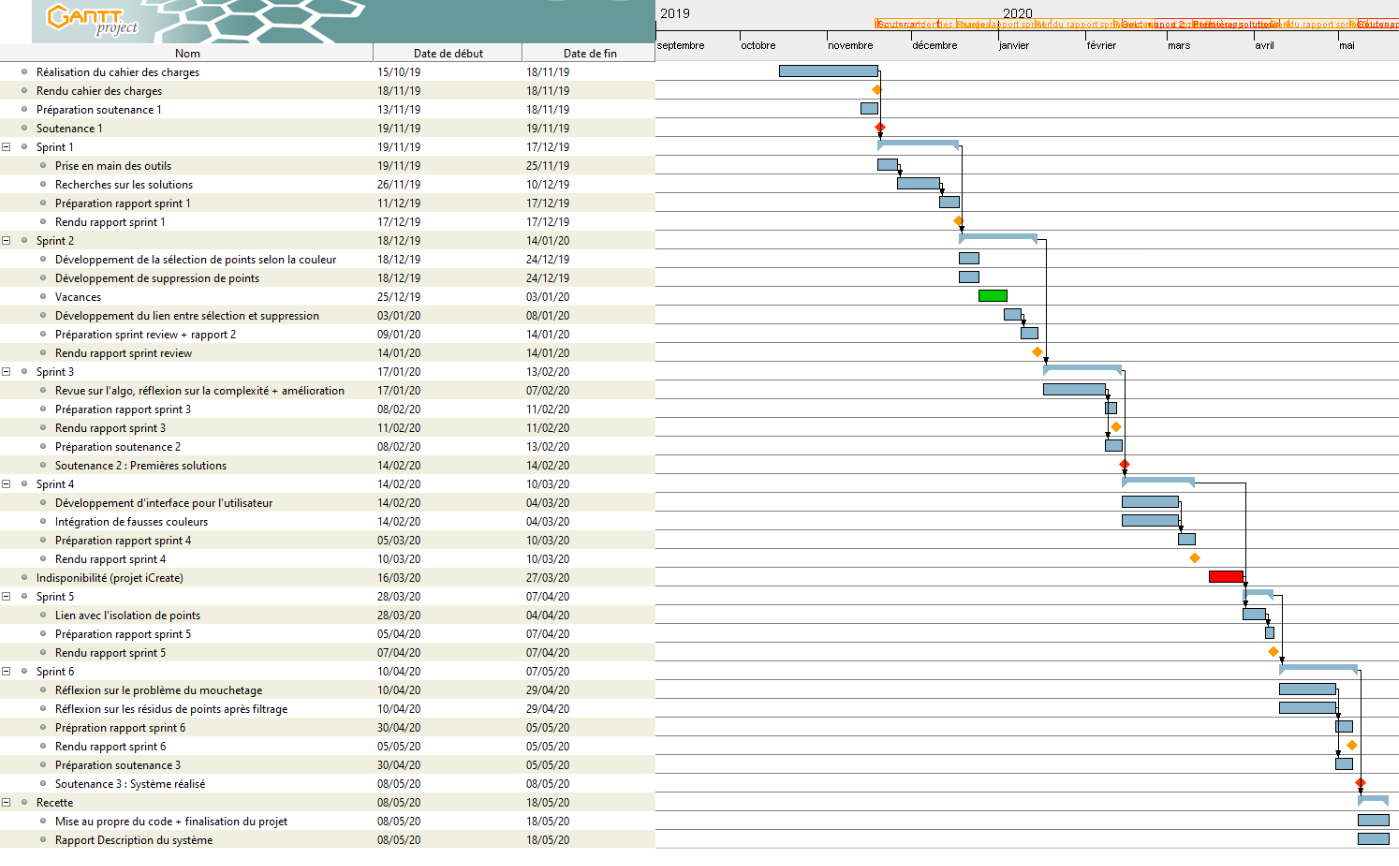 GANTT
project
2019 2020
septembre octobre novembre décembre janvier février mars avril mai
Nom Date de début Date de fin
Réalisation du cahier des charges 15/10/19 18/11/19
Rendu cahier des charges 18/11/19 18/11/19
Préparation soutenance 1 13/11/19 18/11/19
Soutenance 1 19/11/19 19/11/19
Sprint 1 19/11/19 17/12/19
Prise en main des outils 19/11/19 25/11/19
Recherches sur les solutions 26/11/19 10/12/19
Préparation rapport sprint 1 11/12/19 17/12/19
Rendu rapport sprint 1 17/12/19 17/12/19
Sprint 2 18/12/19 14/01/20
Développement de la sélection de points selon la couleur 18/12/19 24/12/19
Développement de suppression de points 18/12/19 24/12/19
Vacances 25/12/19 03/01/20
Développement du lien entre sélection et suppression 03/01/20 08/01/20
Préparation sprint review + rapport 2 09/01/20 14/01/20
Rendu rapport sprint review 14/01/20 14/01/20
Sprint 3 17/01/20 13/02/20
Revue sur l'algo, réflexion sur la complexité + amélioration 17/01/20 07/02/20
Préparation rapport sprint 3 08/02/20 11/02/20
Rendu rapport sprint 3 11/02/20 11/02/20
Préparation soutenance 2 08/02/20 13/02/20
Soutenance 2 : Premières solutions 14/02/20 14/02/20
Sprint 4 14/02/20 10/03/20
Développement d'interface pour l'utilisateur 14/02/20 04/03/20
Intégration de fausses couleurs 14/02/20 04/03/20
Préparation rapport sprint 4 05/03/20 10/03/20
Rendu rapport sprint 4 10/03/20 10/03/20
Indisponibilité (projet iCreate) 16/03/20 27/03/20
Sprint 5 28/03/20 07/04/20
Lien avec l'isolation de points 28/03/20 04/04/20
Préparation rapport sprint 5 05/04/20 07/04/20
Rendu rapport sprint 5 07/04/20 07/04/20
Sprint 6 10/04/20 07/05/20
Réflexion sur le problème du mouchetage 10/04/20 29/04/20
Réflexion sur les résidus de points après filtrage 10/04/20 29/04/20
Prépration rapport sprint 6 30/04/20 05/05/20
Rendu rapport sprint 6 05/05/20 05/05/20
Préparation soutenance 3 30/04/20 05/05/20
Soutenance 3 : Système réalisé 08/05/20 08/05/20
Recette 08/05/20 18/05/20
Mise au propre du code + finalisation du projet 08/05/20 18/05/20
Rapport Description du système 08/05/20 18/05/20